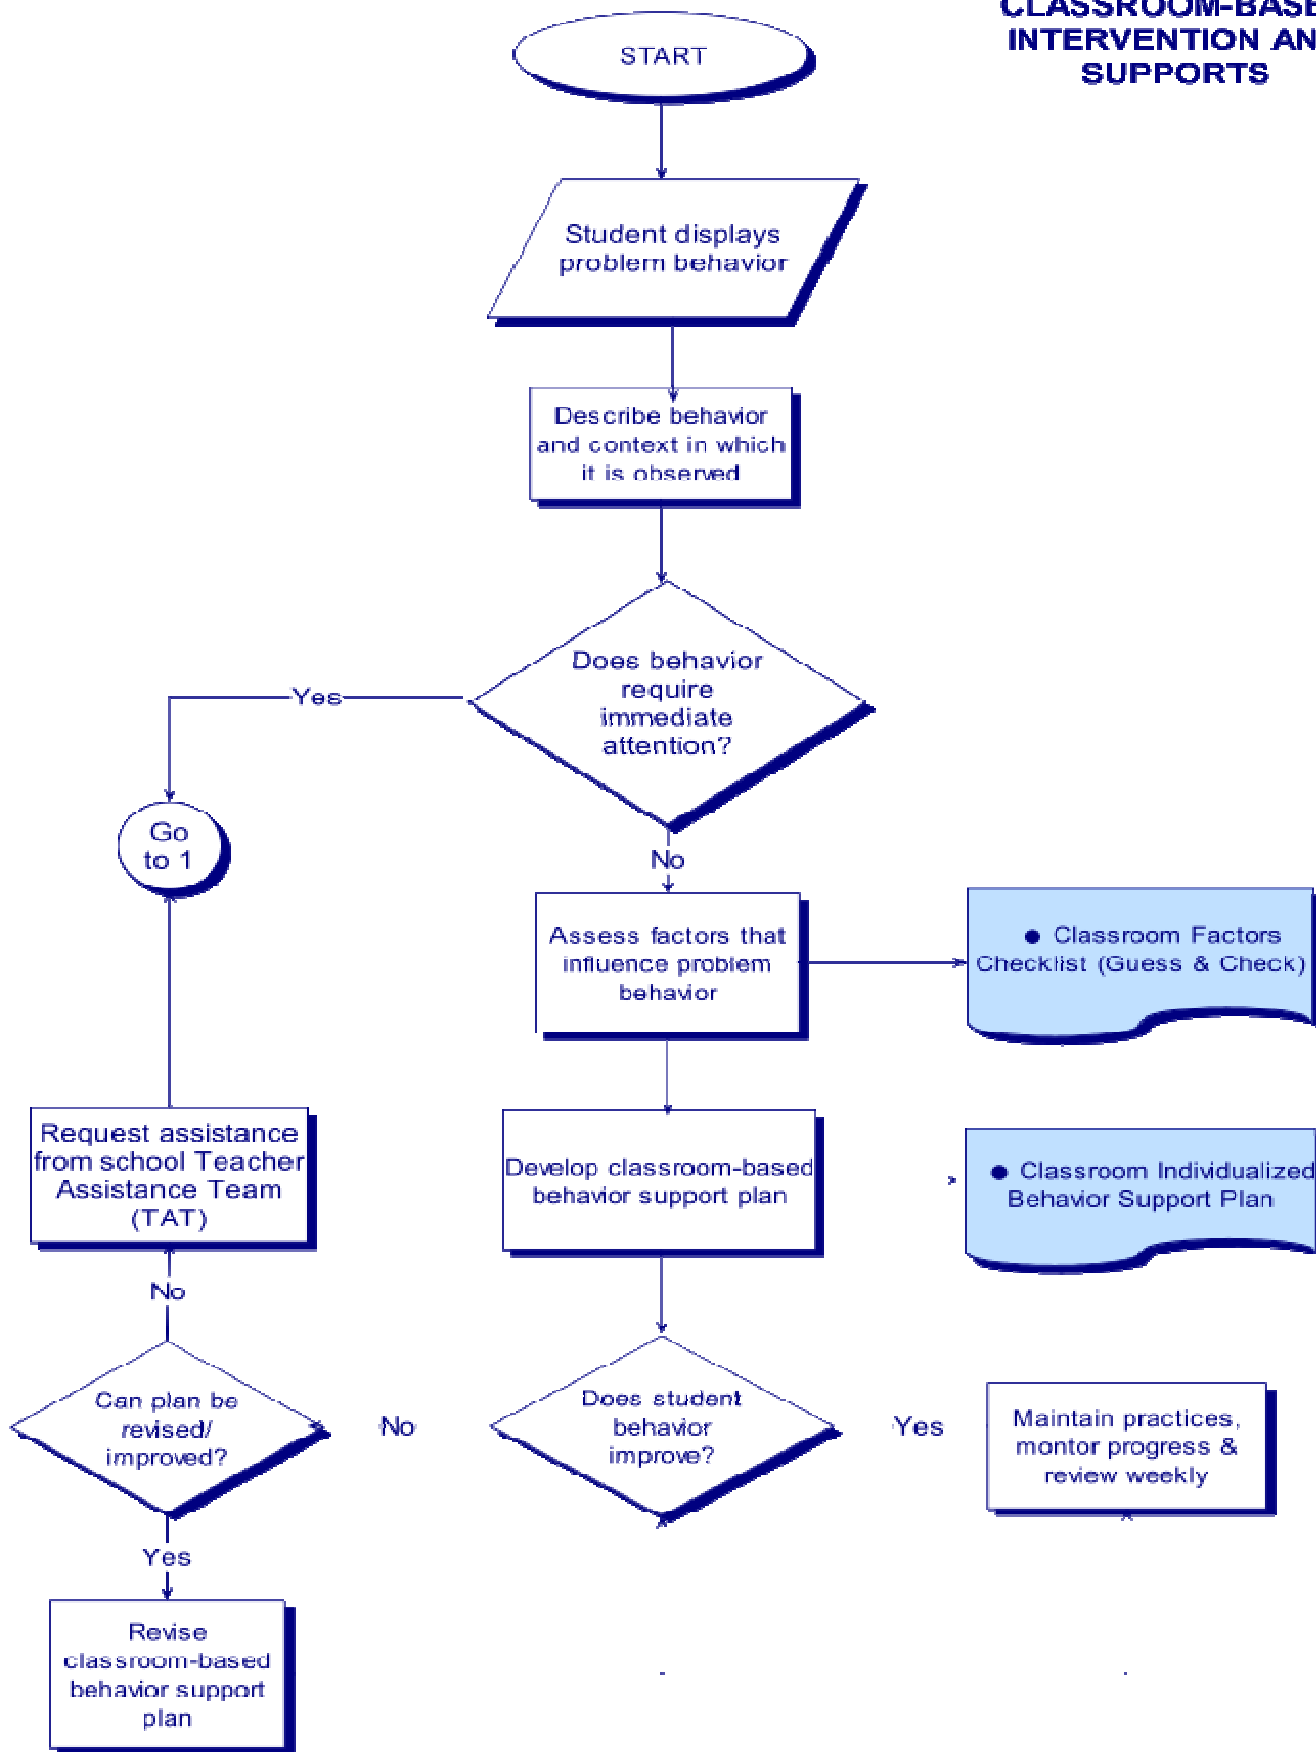 START
CLASSROOM-BASE
INTERVENTION AN
SUPPORTS
Student displays
problem behavior
Describe behavior
and context in which
it is observed
Does behavior
require
immediate
attention?
Yes
Go
to 1
No
Assess factors that
influence problem
behavior
● Classroom Factors
Checklist (Guess & Check)
Request assistance
from school Teacher
Assistance Team
(TAT)
Develop classroom-based
behavior support plan
● Classroom Individualized
Behavior Support Plan
No
Can plan be
revised/
improved?
No
Does student
behavior
improve?
Yes
Maintain practices,
montor progress &
review weekly
Yes
Revise
classroom-based
behavior support
plan